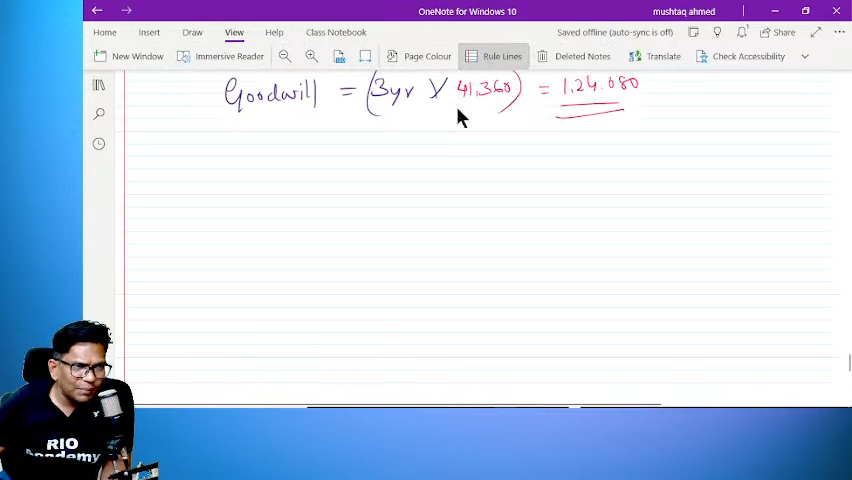 OneNote for Windows 10
mushtaq ahmed
Home Insert Draw View Help Class Notebook
Saved offline (auto-sync is off)
1
Share
New Window Immersive Reader Page Colour Rule Lines Deleted Notes Translate Check Accessibility
Goodwill = (3yr X 41,360) = 1,24,080
RIO
Academy